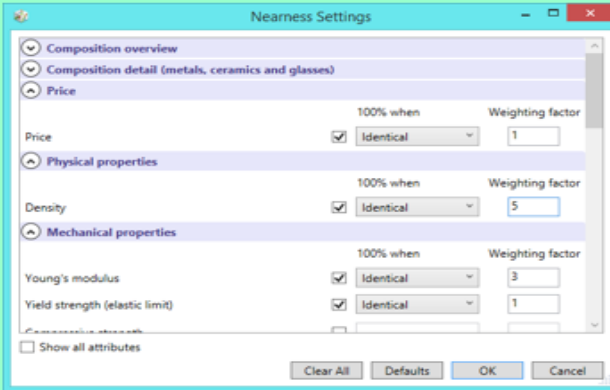 Nearness Settings
Composition overview
Composition detail (metals, ceramics and glasses)
Price
100% when Weighting factor
Price Identical 1
Physical properties
100% when Weighting factor
Density Identical 5
Mechanical properties
100% when Weighting factor
Young's modulus Identical 3
Yield strength (elastic limit) Identical 1
Compressive strength
Show all attributes
Clear All Defaults OK Cancel